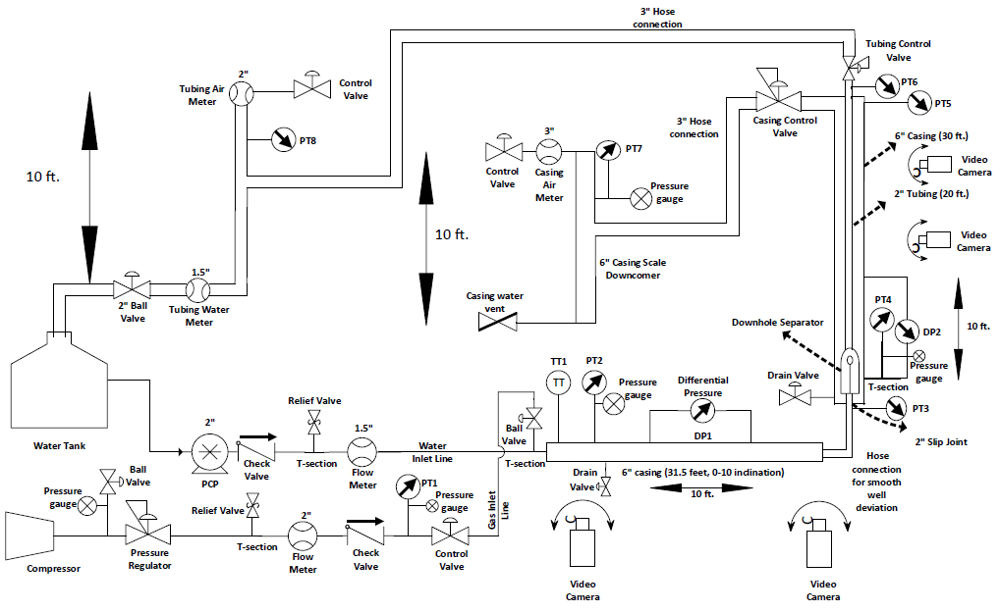 3" Hose
connection
Tubing Control
Valve
2"
Tubing Air
Meter
Control
Valve
PT6
PT5
PT8
3" Hose
connection
Casing Control
Valve
10 ft.
3"
Control
Valve
Casing
Air
Meter
PT7
Pressure
gauge
6" Casing (30 ft.)
Video
Camera
2" Tubing (20 ft.)
10 ft.
Video
Camera
6" Casing Scale
Downcomer
1.5"
2" Ball
Valve
Tubing Water
Meter
Casing water
vent
Downhole Separator
PT4
DP2
10 ft.
Pressure
gauge
T-section
PT3
2" Slip Joint
Drain Valve
TT1
TT
PT2
Pressure
gauge
Differential
Pressure
DP1
Water Tank
2"
PCP
Check
Valve
Relief Valve
T-section
1.5"
Flow
Meter
Water
Inlet Line
Ball
Valve
T-section
Drain
Valve
6" casing (31.5 feet, 0-10 indination)
10 ft.
Hose
connection
for smooth
well
deviation
Ball
Valve
Pressure
gauge
Compressor
Pressure
Regulator
Relief Valve
T-section
2"
Flow
Meter
Check
Valve
PT1
Pressure
gauge
Control
Valve
Gas Inlet
Line
C
Video
Camera
C
Video
Camera